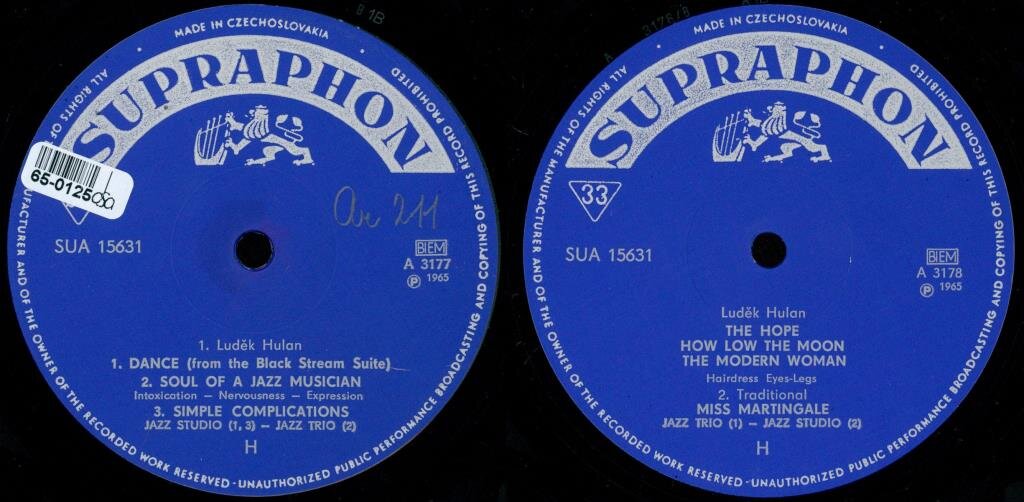 B 1B
MADE IN CZECHOSLOVAKIA
SUPRAPHON
65-0125
SUA 15631
Ar 211
BIEM
A 3177
Ⓟ 1965
1. Luděk Hulan
1. DANCE (from the Black Stream Suite)
2. SOUL OF A JAZZ MUSICIAN
Intoxication – Nervousness – Expression
3. SIMPLE COMPLICATIONS
JAZZ STUDIO (1, 3) – JAZZ TRIO (2)
H
ALL RIGHTS OF
MANUFACTURER AND OF THE OWNER OF THE RECORDED WORK RESERVED - UNAUTHORIZED PUBLIC PERFORMANCE BROADCASTING AND COPYING OF THIS RECORD PROHIBITED
A 3178/B
MADE IN CZECHOSLOVAKIA
SUPRAPHON
33
SUA 15631
BIEM
A 3178
Ⓟ 1965
Luděk Hulan
THE HOPE
HOW LOW THE MOON
THE MODERN WOMAN
Hairdress Eyes-Legs
2. Traditional
MISS MARTINGALE
JAZZ TRIO (1) – JAZZ STUDIO (2)
H
ALL RIGHTS OF THE MANUFACTURER AND OF THE OWNER OF THE RECORDED WORK RESERVED - UNAUTHORIZED PUBLIC PERFORMANCE BROADCASTING AND COPYING OF THIS RECORD PROHIBITED